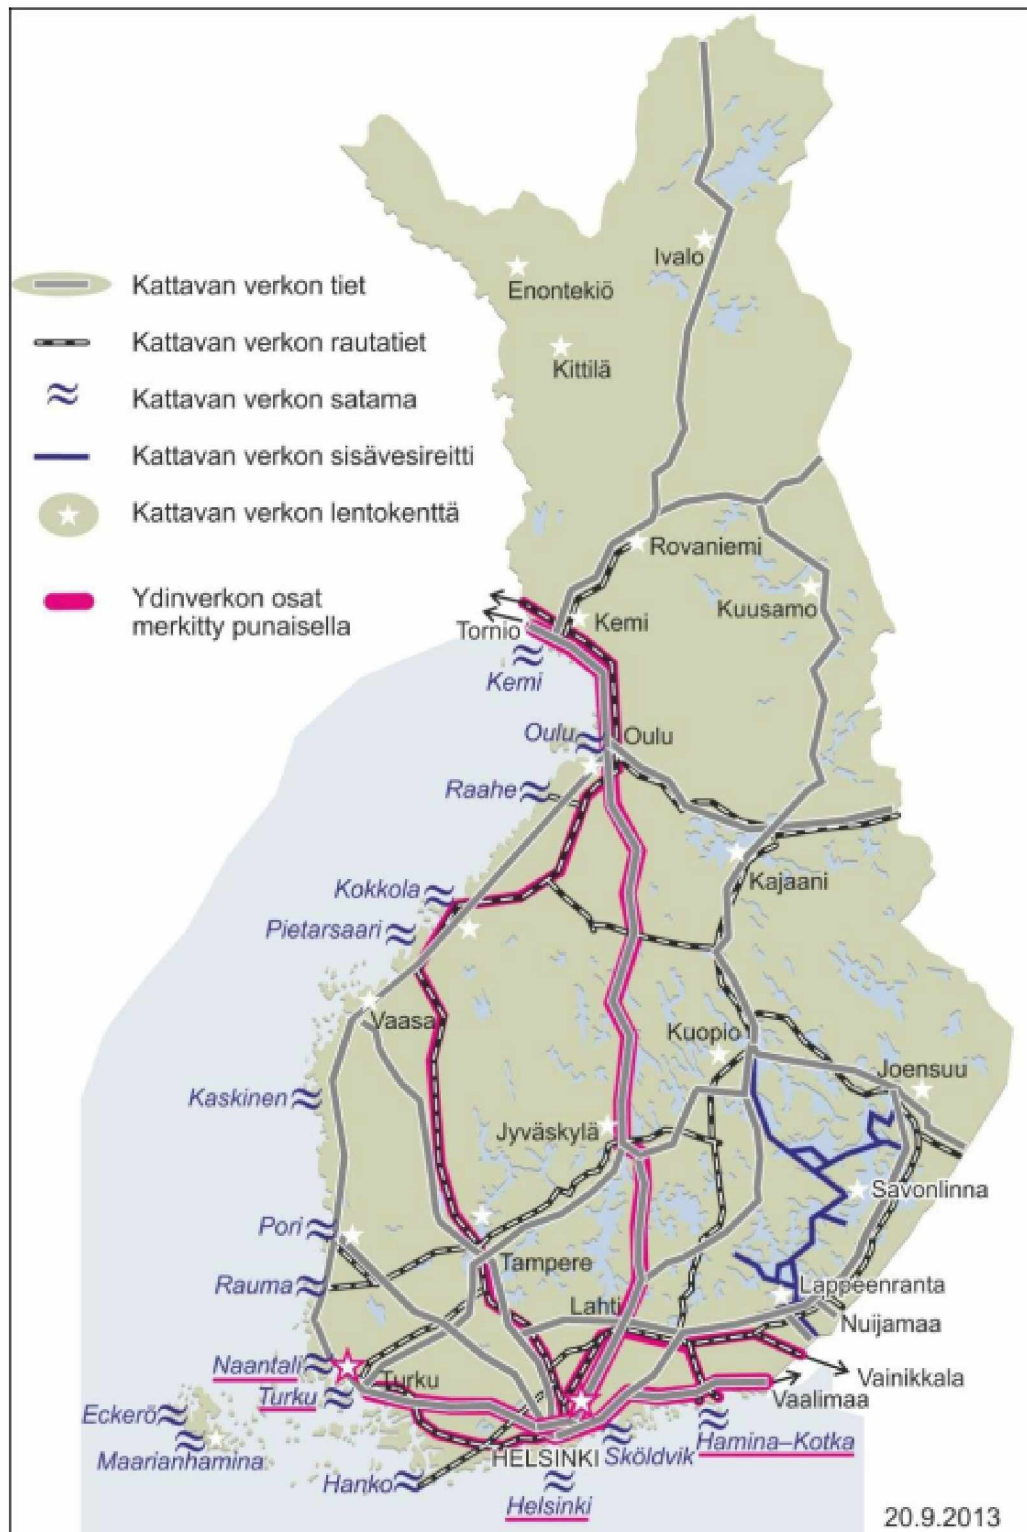 Ivalo
Enontekiö
Kittilä
Kattavan verkon tiet
Kattavan verkon rautatiet
Kattavan verkon satama
Kattavan verkon sisävesireitti
Kattavan verkon lentokenttä
Ydinverkon osat
merkitty punaisella
Rovaniemi
Kuusamo
Kemi
Tornio
Kemi
Oulu
Oulu
Raahe
Kajaani
Kokkola
Pietarsaari
Vaasa
Kuopio
Joensuu
Kaskinen
Jyväskylä
Savonlinna
Pori
Tampere
Rauma
Lappeenranta
Lahti
Nuijamaa
Naantali
Turku
Vainikkala
Turku
Vaalimaa
Eckerö
Maarianhamina
Hanko
HELSINKI
Sköldvik
Hamina–Kotka
Helsinki
20.9.2013